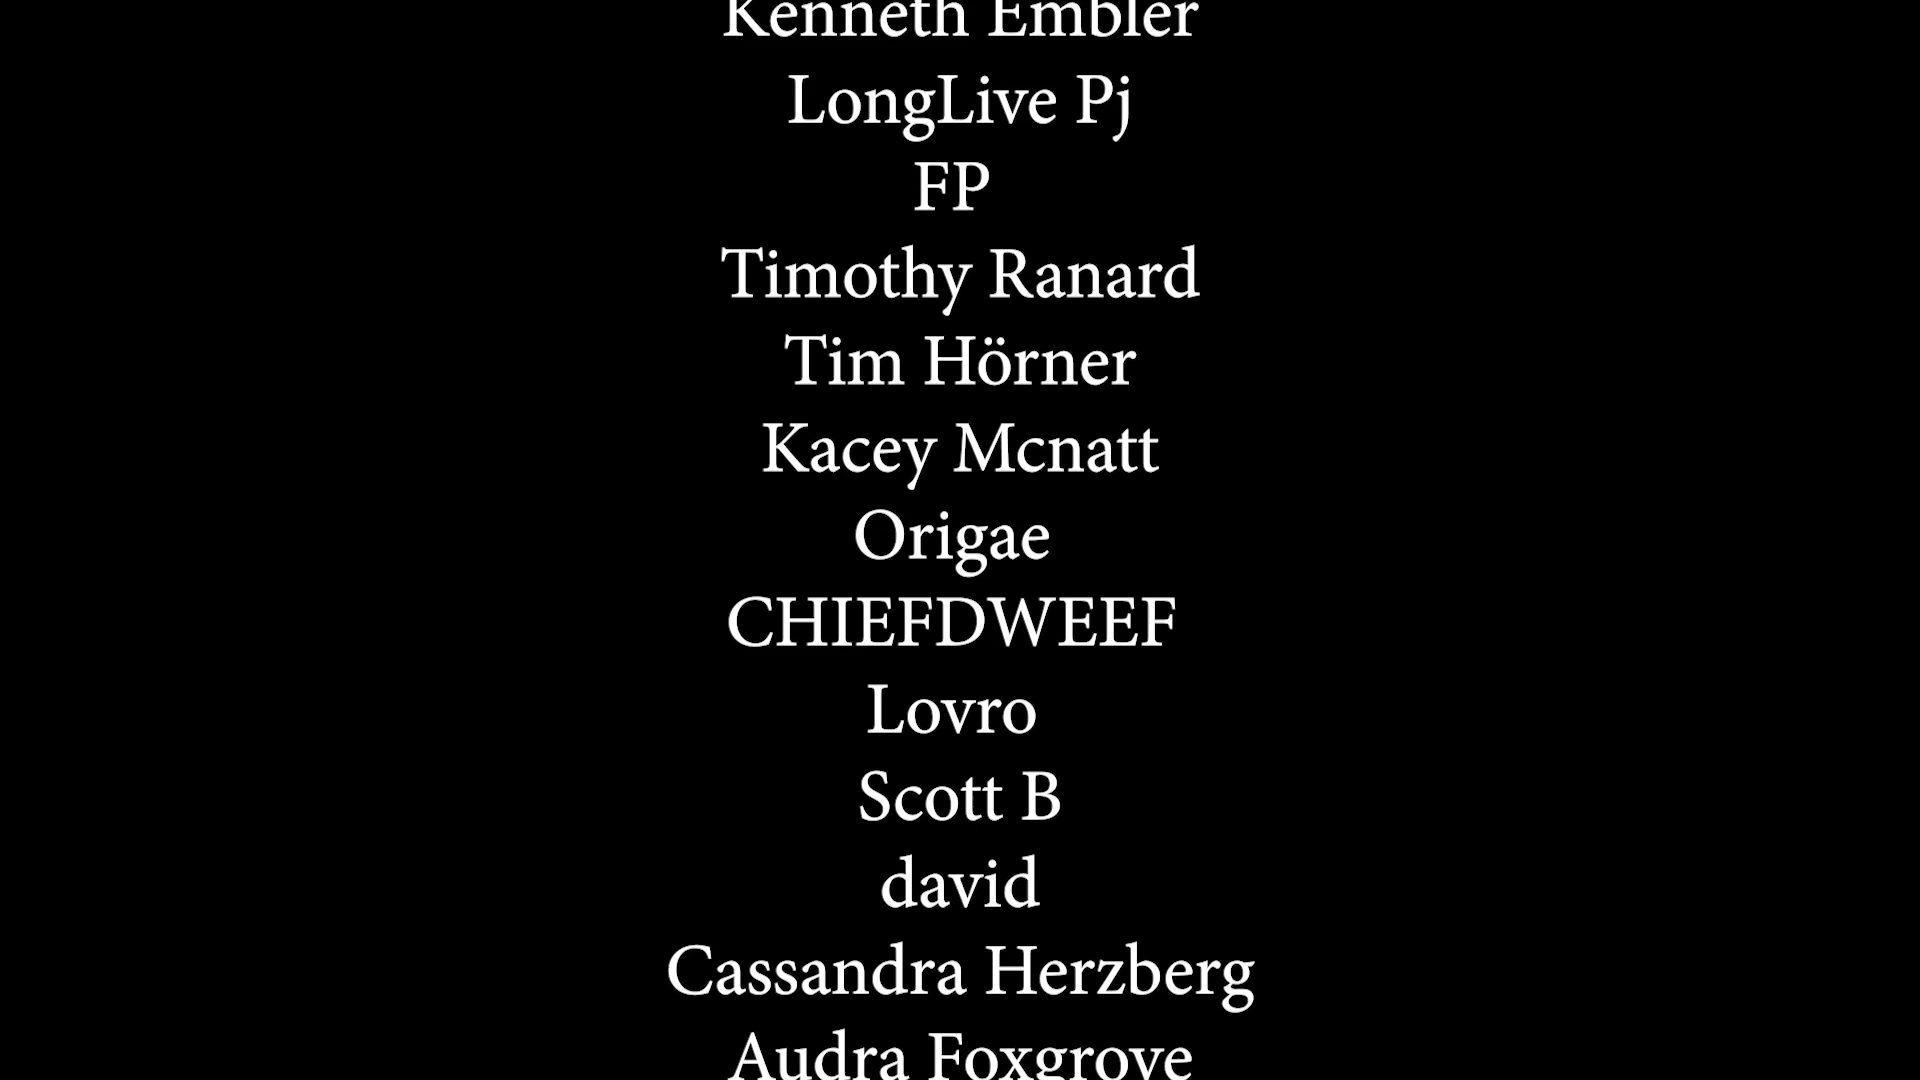 Kenneth Embler
LongLive Pj
FP
Timothy Ranard
Tim Hörner
Kacey Mcnatt
Origae
CHIEFDWEEF
Lovro
Scott B
david
Cassandra Herzberg
Audra Foxgrove